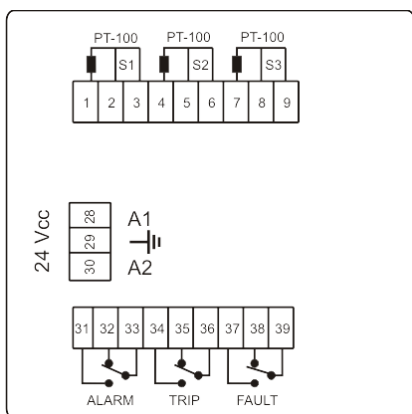 PT-100 PT-100 PT-100
S1 S2 S3
1 2 3 4 5 6 7 8 9
24 Vcc
28 A1
29
30 A2
31 32 33 34 35 36 37 38 39
ALARM TRIP FAULT